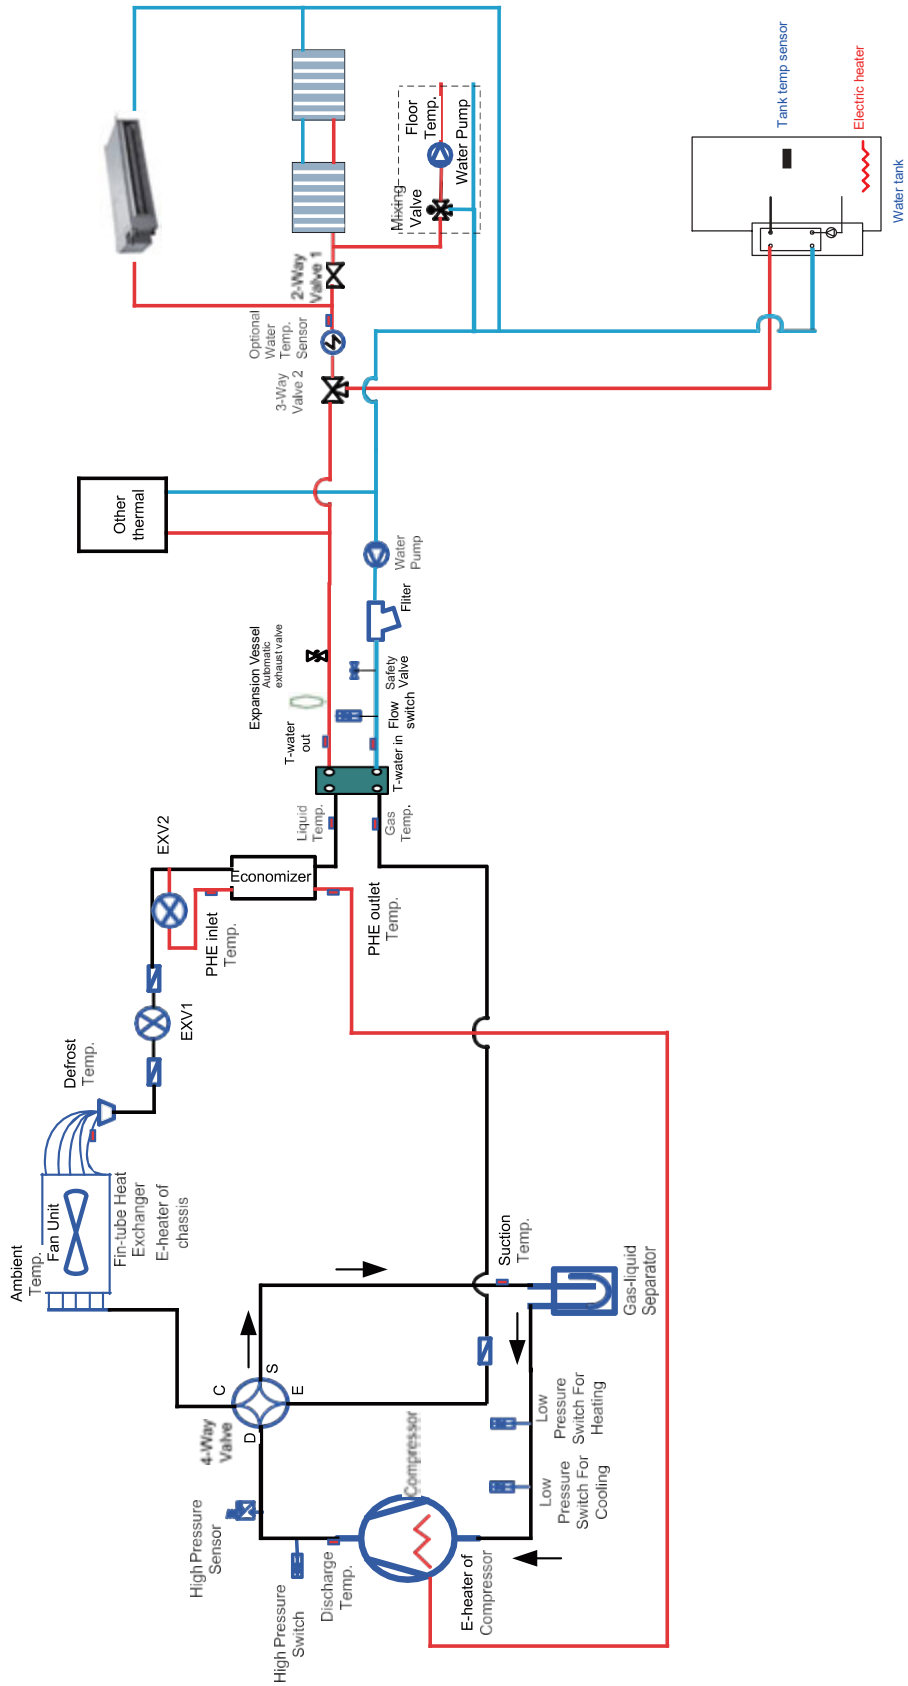 Tank temp sensor
Electric heater
Water tank
Floor
Temp.
Water Pump
Mixing
Valve
2-Way
Valve 1
Optional
Water
Temp.
Sensor
3-Way
Valve 2
Other
thermal
Water
Pump
Fliter
Safety
Valve
Flow
switch
Expansion Vessel
Automatic
exhaust valve
T-water
out
T-water in
Liquid
Temp.
Gas
Temp.
EXV2
Economizer
PHE inlet
Temp.
PHE outlet
Temp.
EXV1
Defrost
Temp.
Ambient
Temp.
Fan Unit
Fin-tube Heat
Exchanger
E-heater of
chassis
Suction
Temp.
Gas-liquid
Separator
4-Way
Valve
C
S
E
D
Low
Pressure
Switch For
Heating
Low
Pressure
Switch For
Cooling
Compressor
E-heater of
Compressor
High Pressure
Sensor
High Pressure
Switch
Discharge
Temp.